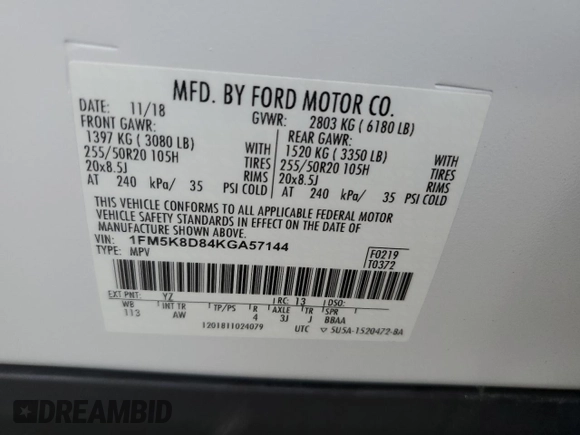 MFD. BY FORD MOTOR CO.
DATE: 11/18 GVWR: 2803 KG ( 6180 LB)
FRONT GAWR: REAR GAWR:
1397 KG ( 3080 LB) WITH 1520 KG ( 3350 LB) WITH
255/50R20 105H TIRES 255/50R20 105H TIRES
20x8.5J RIMS 20x8.5J RIMS
AT 240 kPa/ 35 PSI COLD AT 240 kPa/ 35 PSI COLD
THIS VEHICLE CONFORMS TO ALL APPLICABLE FEDERAL MOTOR
VEHICLE SAFETY STANDARDS IN EFFECT ON THE DATE OF
MANUFACTURE SHOWN ABOVE.
VIN: 1FM5K8D84KGA57144 F0219
TYPE: MPV T0372
EXT PNT: YZ RC: 13 DSO:
WB INT TR TP/PS R AXLE TR SPR
113 AW 4 3J J BBAA
1201811024079 UTC 5U5A-1520472-BA
DREAMBID